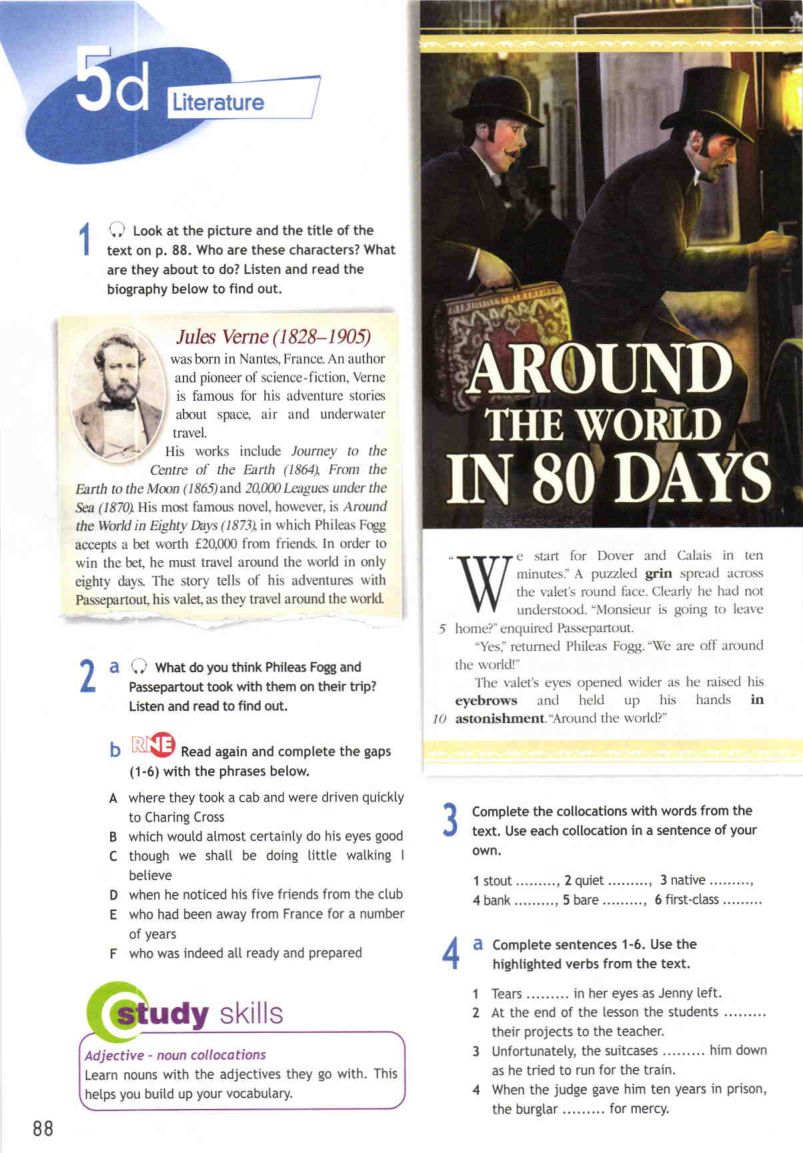 5d
Literature
1 Look at the picture and the title of the
text on p. 88. Who are these characters? What
are they about to do? Listen and read the
biography below to find out.
Jules Verne (1828–1905)
was born in Nantes, France. An author
and pioneer of science-fiction, Verne
is famous for his adventure stories
about space, air and underwater
travel.
His works include Journey to the
Centre of the Earth (1864), From the
Earth to the Moon (1865) and 20,000 Leagues under the
Sea (1870). His most famous novel, however, is Around
the World in Eighty Days (1873), in which Phileas Fogg
accepts a bet worth £20,000 from friends. In order to
win the bet, he must travel around the world in only
eighty days. The story tells of his adventures with
Passepartout, his valet, as they travel around the world.
2 a What do you think Phileas Fogg and
Passepartout took with them on their trip?
Listen and read to find out.
b RNE Read again and complete the gaps
(1-6) with the phrases below.
A where they took a cab and were driven quickly
to Charing Cross
B which would almost certainly do his eyes good
C though we shall be doing little walking I
believe
D when he noticed his five friends from the club
E who had been away from France for a number
of years
F who was indeed all ready and prepared
study skills
Adjective - noun collocations
Learn nouns with the adjectives they go with. This
helps you build up your vocabulary.
88
AROUND
THE WORLD
IN 80 DAYS
"We start for Dover and Calais in ten
minutes." A puzzled grin spread across
the valet's round face. Clearly he had not
understood. "Monsieur is going to leave
5 home?" enquired Passepartout.
"Yes," returned Phileas Fogg. "We are off around
the world!"
The valet's eyes opened wider as he raised his
eyebrows and held up his hands in
10 astonishment. "Around the world?"
3 Complete the collocations with words from the
text. Use each collocation in a sentence of your
own.
1 stout ........., 2 quiet ........., 3 native .........,
4 bank ........., 5 bare ........., 6 first-class .........
4 a Complete sentences 1-6. Use the
highlighted verbs from the text.
1 Tears ......... in her eyes as Jenny left.
2 At the end of the lesson the students .........
their projects to the teacher.
3 Unfortunately, the suitcases ......... him down
as he tried to run for the train.
4 When the judge gave him ten years in prison,
the burglar ......... for mercy.